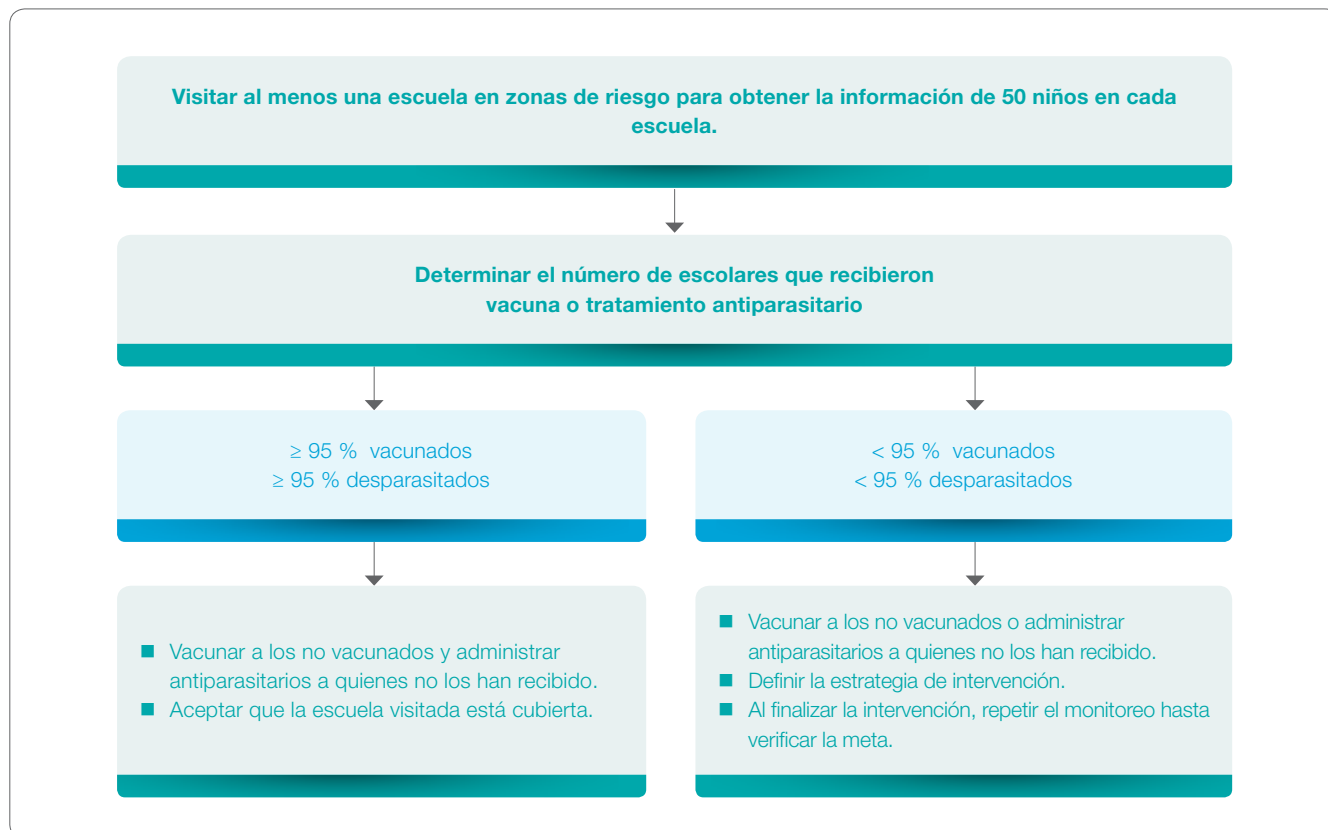 Visitar al menos una escuela en zonas de riesgo para obtener la información de 50 niños en cada
escuela.
Determinar el número de escolares que recibieron
vacuna o tratamiento antiparasitario
≥ 95 % vacunados
≥ 95 % desparasitados
< 95 % vacunados
< 95 % desparasitados
■ Vacunar a los no vacunados y administrar
antiparasitarios a quienes no los han recibido.
■ Aceptar que la escuela visitada está cubierta.
■ Vacunar a los no vacunados o administrar
antiparasitarios a quienes no los han recibido.
■ Definir la estrategia de intervención.
■ Al finalizar la intervención, repetir el monitoreo hasta
verificar la meta.